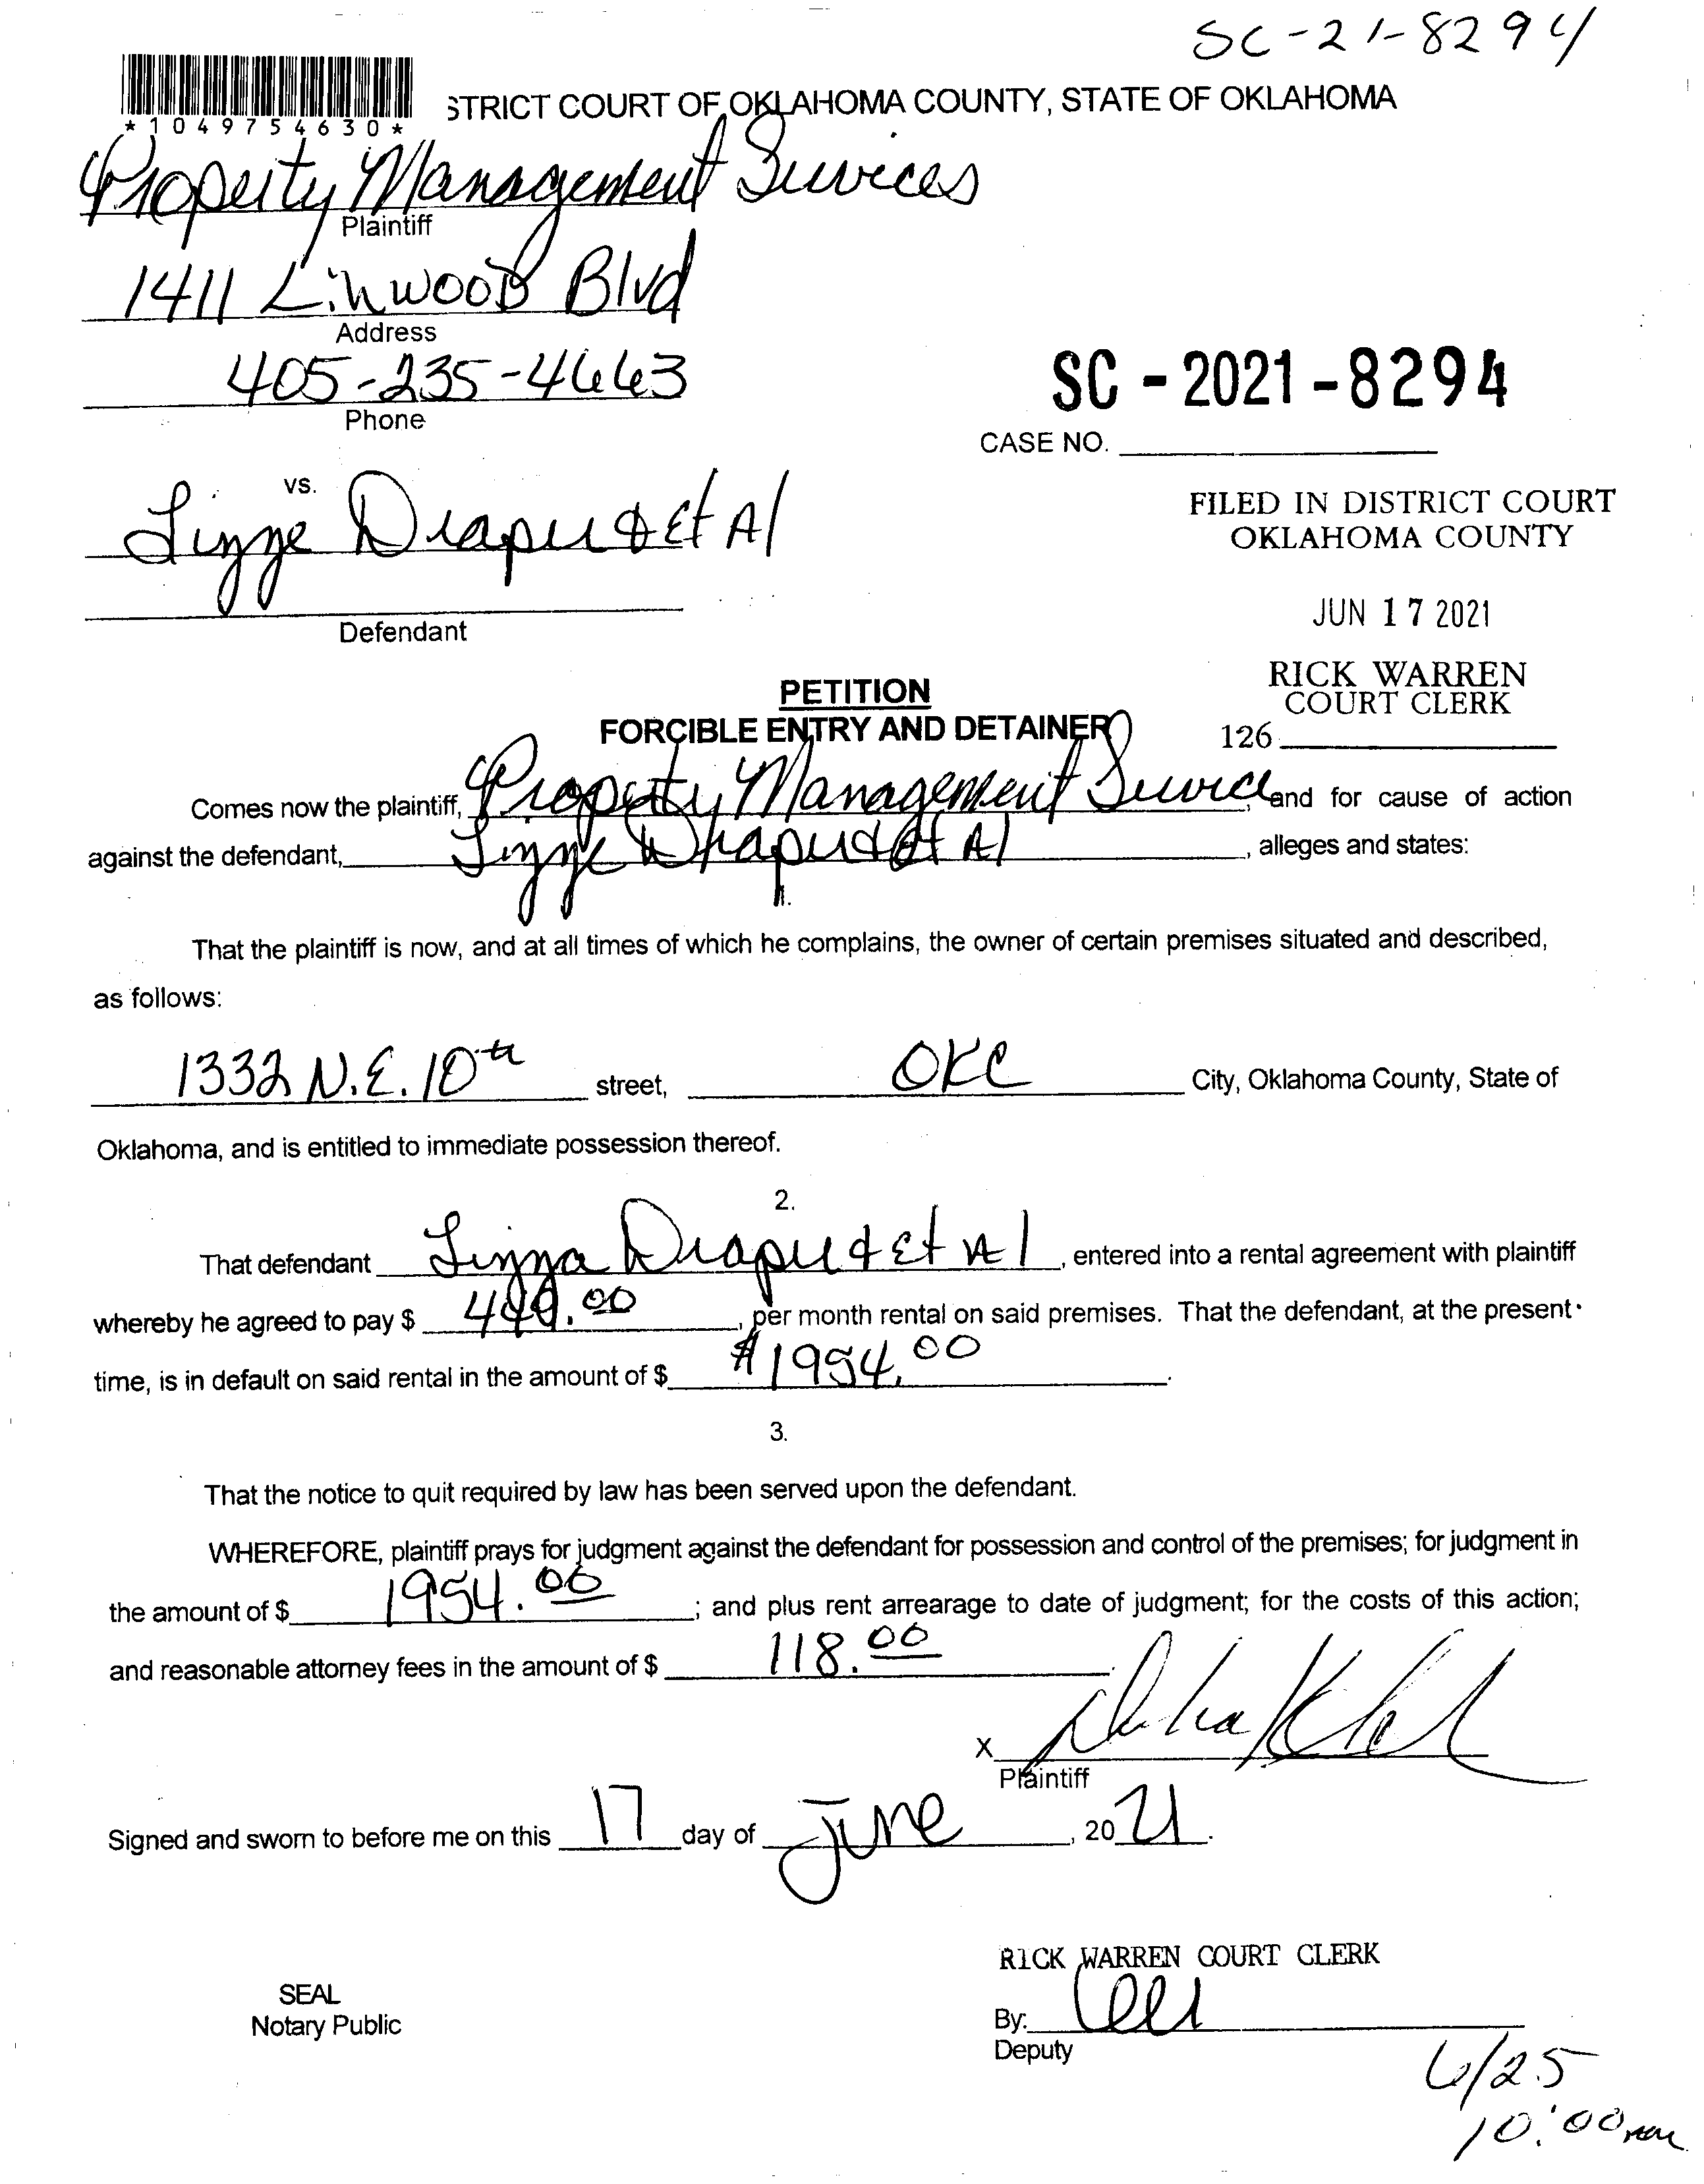 SC-21-8294
*1049754630*
STRICT COURT OF OKLAHOMA COUNTY, STATE OF OKLAHOMA
Property Management Services
Plaintiff
1411 Linwood Blvd
Address
405-235-4663
Phone
SC - 2021 - 8294
CASE NO.
vs.
Lizze Draper & Et Al
Defendant
FILED IN DISTRICT COURT
OKLAHOMA COUNTY
JUN 17 2021
RICK WARREN
COURT CLERK
126
PETITION
FORCIBLE ENTRY AND DETAINER
Comes now the plaintiff, Property Management Service, and for cause of action
against the defendant, Lizze Draper & Et Al, alleges and states:
1.
That the plaintiff is now, and at all times of which he complains, the owner of certain premises situated and described,
as follows:
1332 N.E. 10th street, OKC City, Oklahoma County, State of
Oklahoma, and is entitled to immediate possession thereof.
2.
That defendant Lizza Draper & Et Al, entered into a rental agreement with plaintiff
whereby he agreed to pay $ , per month rental on said premises. That the defendant, at the present
time, is in default on said rental in the amount of $ $1954.00.
3.
That the notice to quit required by law has been served upon the defendant.
WHEREFORE, plaintiff prays for judgment against the defendant for possession and control of the premises; for judgment in
the amount of $ 1954.00; and plus rent arrearage to date of judgment; for the costs of this action;
and reasonable attorney fees in the amount of $ 118.00
X
Plaintiff
Signed and sworn to before me on this 17 day of June, 20 21.
RICK WARREN COURT CLERK
SEAL
Notary Public
By:
Deputy
6/25
10:00am